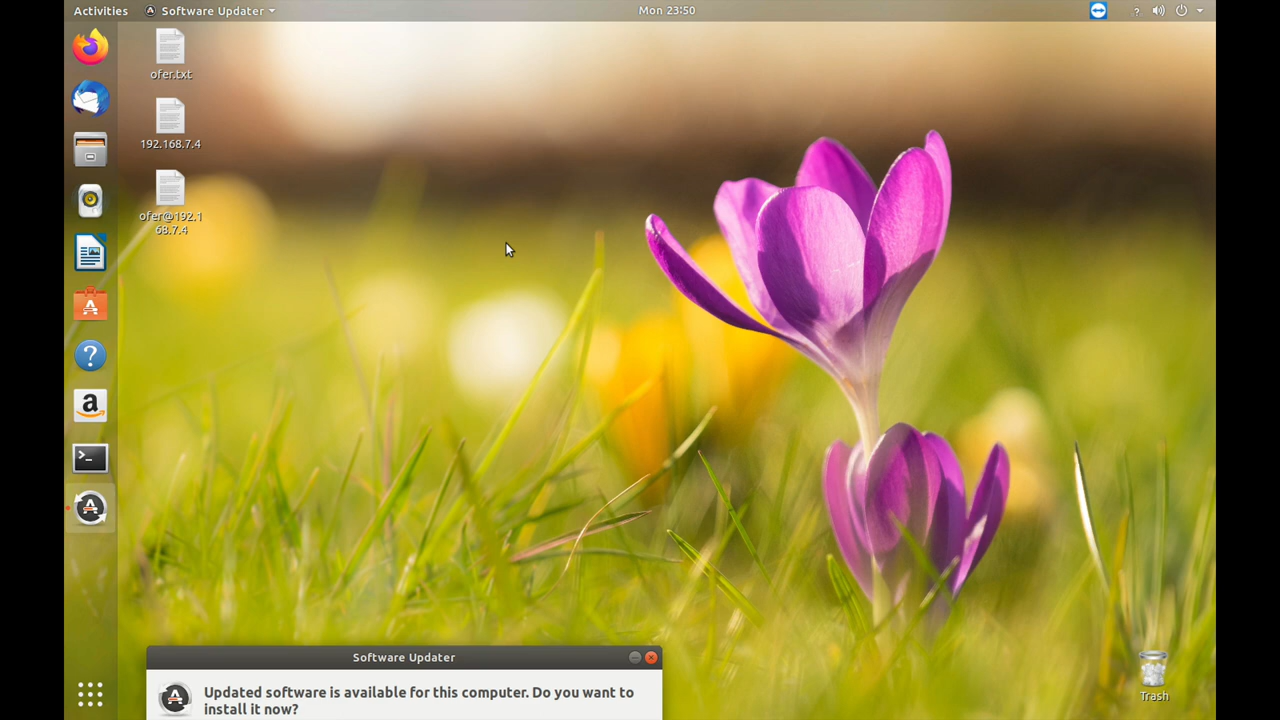 Activities
Software Updater
Mon 23:50
?
ofer.txt
192.168.7.4
ofer@192.1
68.7.4
?
a
>_
Software Updater
Updated software is available for this computer. Do you want to
install it now?
Trash